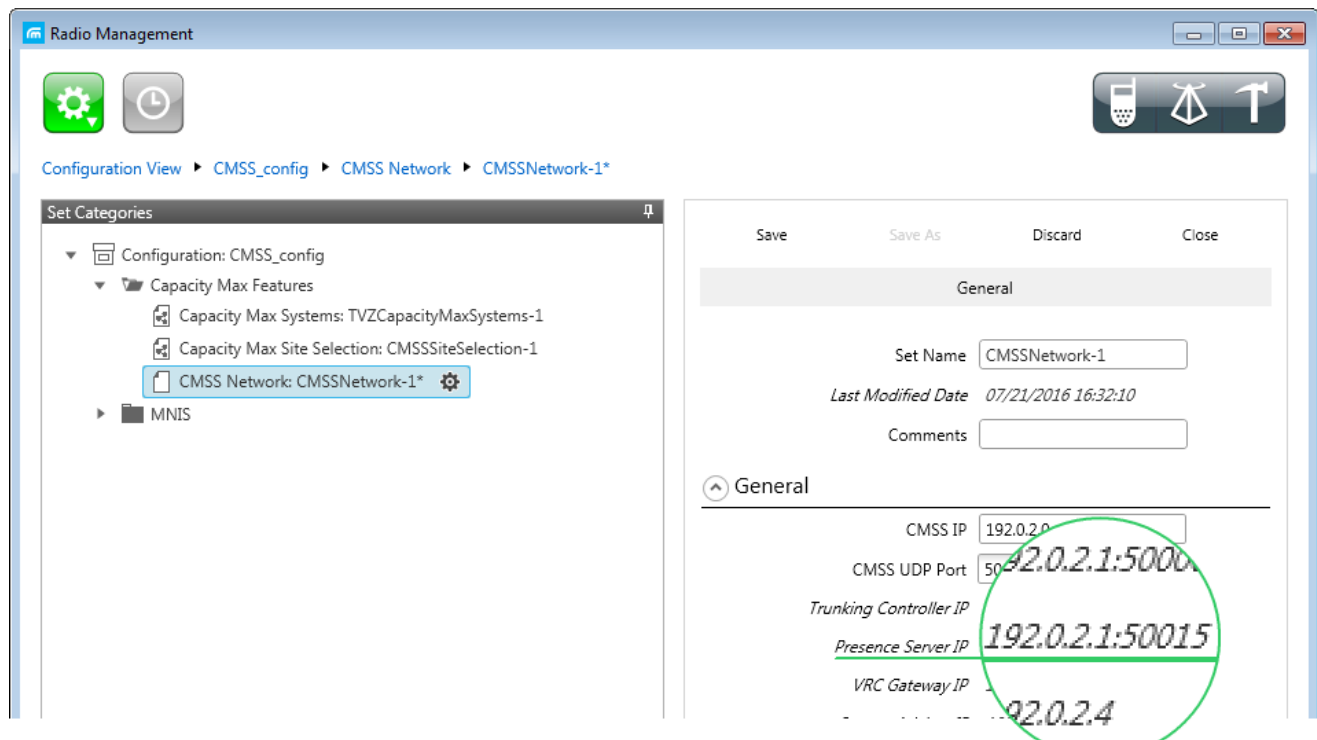 Radio Management
Configuration View CMSS_config CMSS Network CMSSNetwork-1*
Set Categories
Configuration: CMSS_config
Capacity Max Features
Capacity Max Systems: TVZCapacityMaxSystems-1
Capacity Max Site Selection: CMSSSiteSelection-1
CMSS Network: CMSSNetwork-1*
MNIS
Save Save As Discard Close
General
Set Name CMSSNetwork-1
Last Modified Date 07/21/2016 16:32:10
Comments
General
CMSS IP 192.0.2.0
CMSS UDP Port
Trunking Controller IP
Presence Server IP 192.0.2.1:50015
VRC Gateway IP